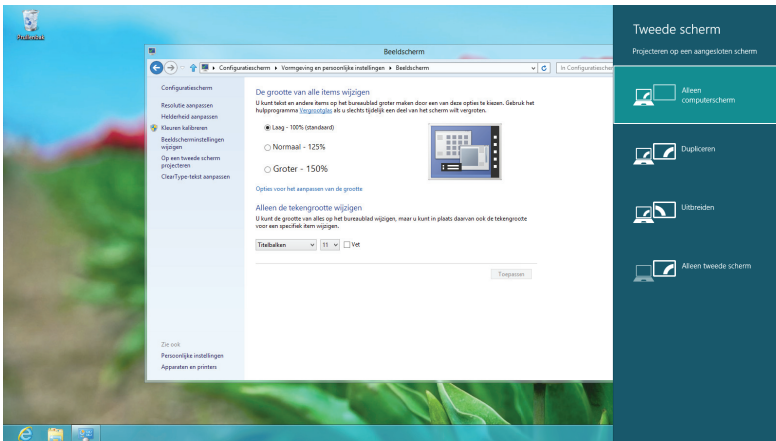 Prullenbak
Beeldscherm
Configuratiescherm Vormgeving en persoonlijke instellingen Beeldscherm
In Configuratiescher
Configuratiescherm
Resolutie aanpassen
Helderheid aanpassen
Kleuren kalibreren
Beeldscherminstellingen
wijzigen
Op een tweede scherm
projecteren
ClearType-tekst aanpassen
Zie ook
Persoonlijke instellingen
Apparaten en printers
De grootte van alle items wijzigen
U kunt tekst en andere items op het bureaublad groter maken door een van deze opties te kiezen. Gebruik het
hulpprogramma Vergrootglas als u slechts tijdelijk een deel van het scherm wilt vergroten.
Laag - 100% (standaard)
Normaal - 125%
Groter - 150%
Opties voor het aanpassen van de grootte
Alleen de tekengrootte wijzigen
U kunt de grootte van alles op het bureaublad wijzigen, maar u kunt in plaats daarvan ook de tekengrootte
voor een specifiek item wijzigen.
Titelbalken 11 Vet
Toepassen
Tweede scherm
Projecteren op een aangesloten scherm
Alleen
computerscherm
Dupliceren
Uitbreiden
Alleen tweede scherm